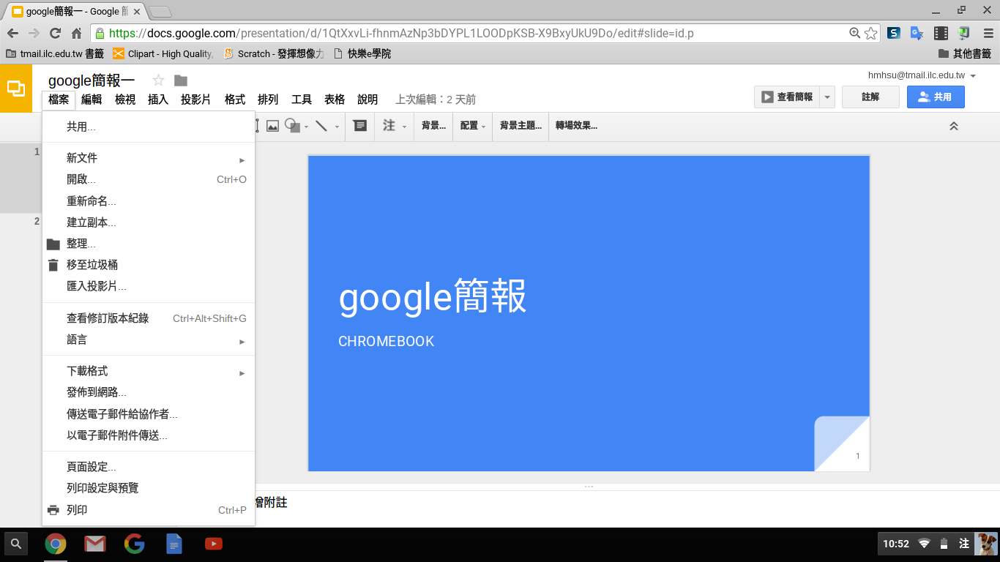 google簡報一 - Google 簡
https://docs.google.com/presentation/d/1QtXxvLi-fhnmAzNp3bDYPL1LOODpKSB-X9BxyUkU9Do/edit#slide=id.p
tmail.ilc.edu.tw 書籤 Clipart - High Quality, Scratch - 發揮想像力 快樂e學院 其他書籤
google簡報一
hmhsu@tmail.ilc.edu.tw
檔案 編輯 檢視 插入 投影片 格式 排列 工具 表格 說明 上次編輯：2 天前
查看簡報 註解 共用
注 背景... 配置 背景主題... 轉場效果...
共用...
新文件
開啟... Ctrl+O
重新命名...
建立副本...
整理...
移至垃圾桶
匯入投影片...
查看修訂版本紀錄 Ctrl+Alt+Shift+G
語言
下載格式
發佈到網路...
傳送電子郵件給協作者...
以電子郵件附件傳送...
頁面設定...
列印設定與預覽
列印 Ctrl+P
1
2
google簡報
CHROMEBOOK
1
增附註
10:52 注